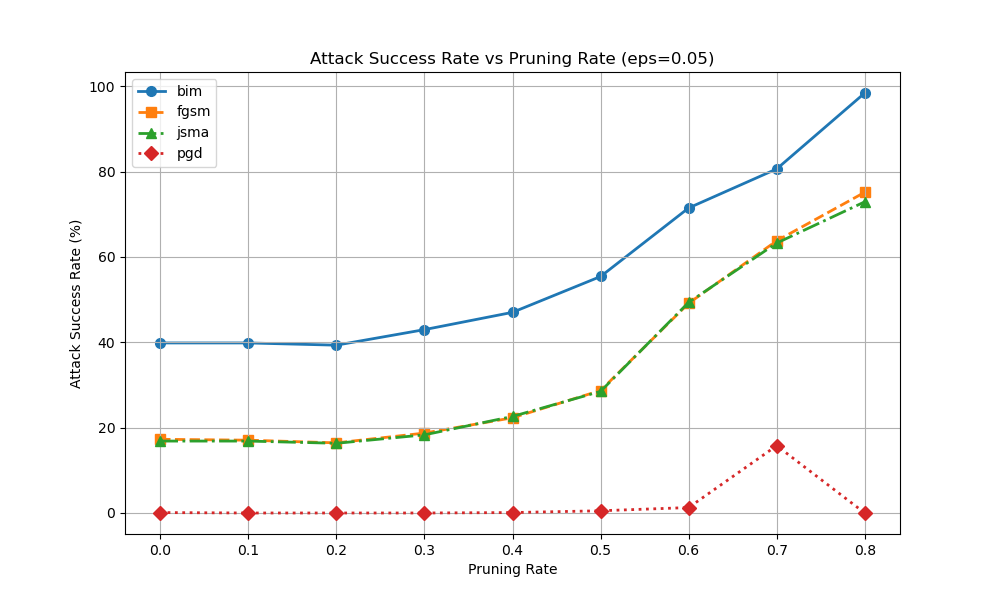 Attack Success Rate vs Pruning Rate (eps=0.05)
bim
fgsm
jsma
pgd
Attack Success Rate (%)
100
80
60
40
20
0
0.0 0.1 0.2 0.3 0.4 0.5 0.6 0.7 0.8
Pruning Rate